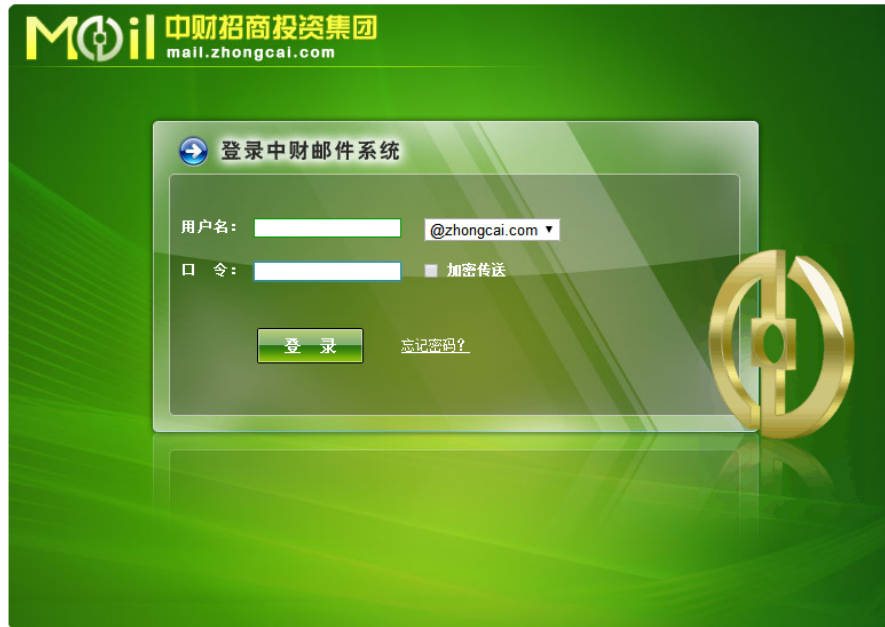 Mail 中财招商投资集团
mail.zhongcai.com
登录中财邮件系统
用户名： @zhongcai.com ▼
口 令： 加密传送
登 录 忘记密码？